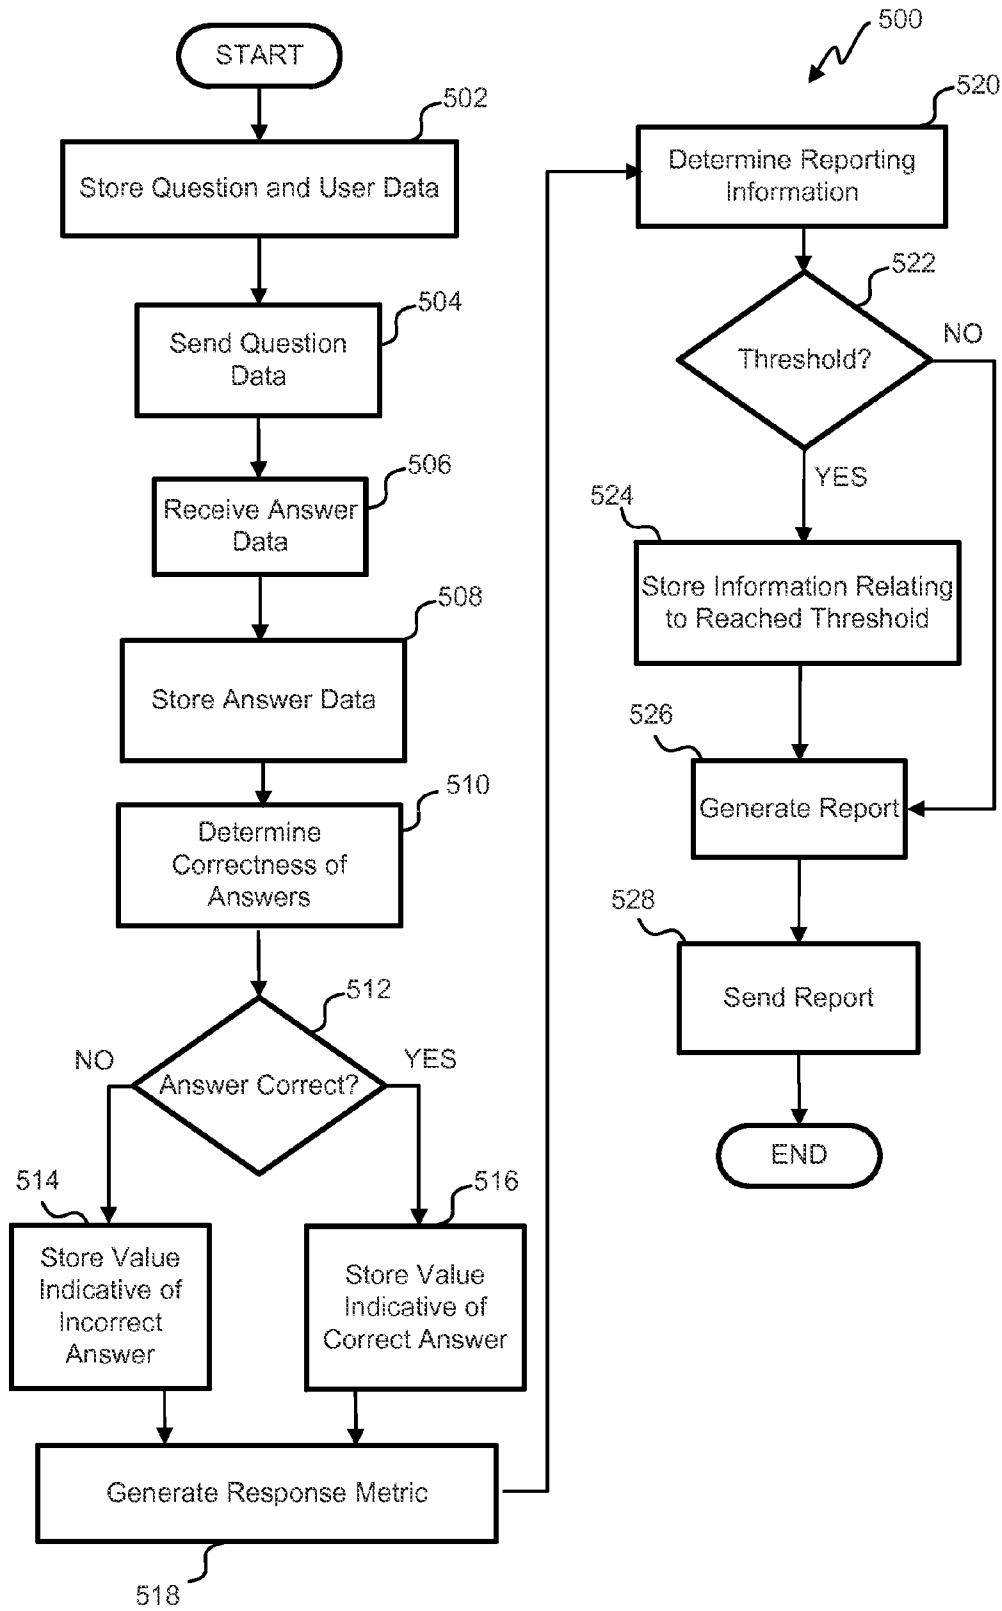 START
502
Store Question and User Data
504
Send Question
Data
506
Receive Answer
Data
508
Store Answer Data
510
Determine
Correctness of
Answers
512
Answer Correct?
NO
YES
514
Store Value
Indicative of
Incorrect
Answer
516
Store Value
Indicative of
Correct Answer
Generate Response Metric
518
500
520
Determine Reporting
Information
522
Threshold?
NO
YES
524
Store Information Relating
to Reached Threshold
526
Generate Report
528
Send Report
END